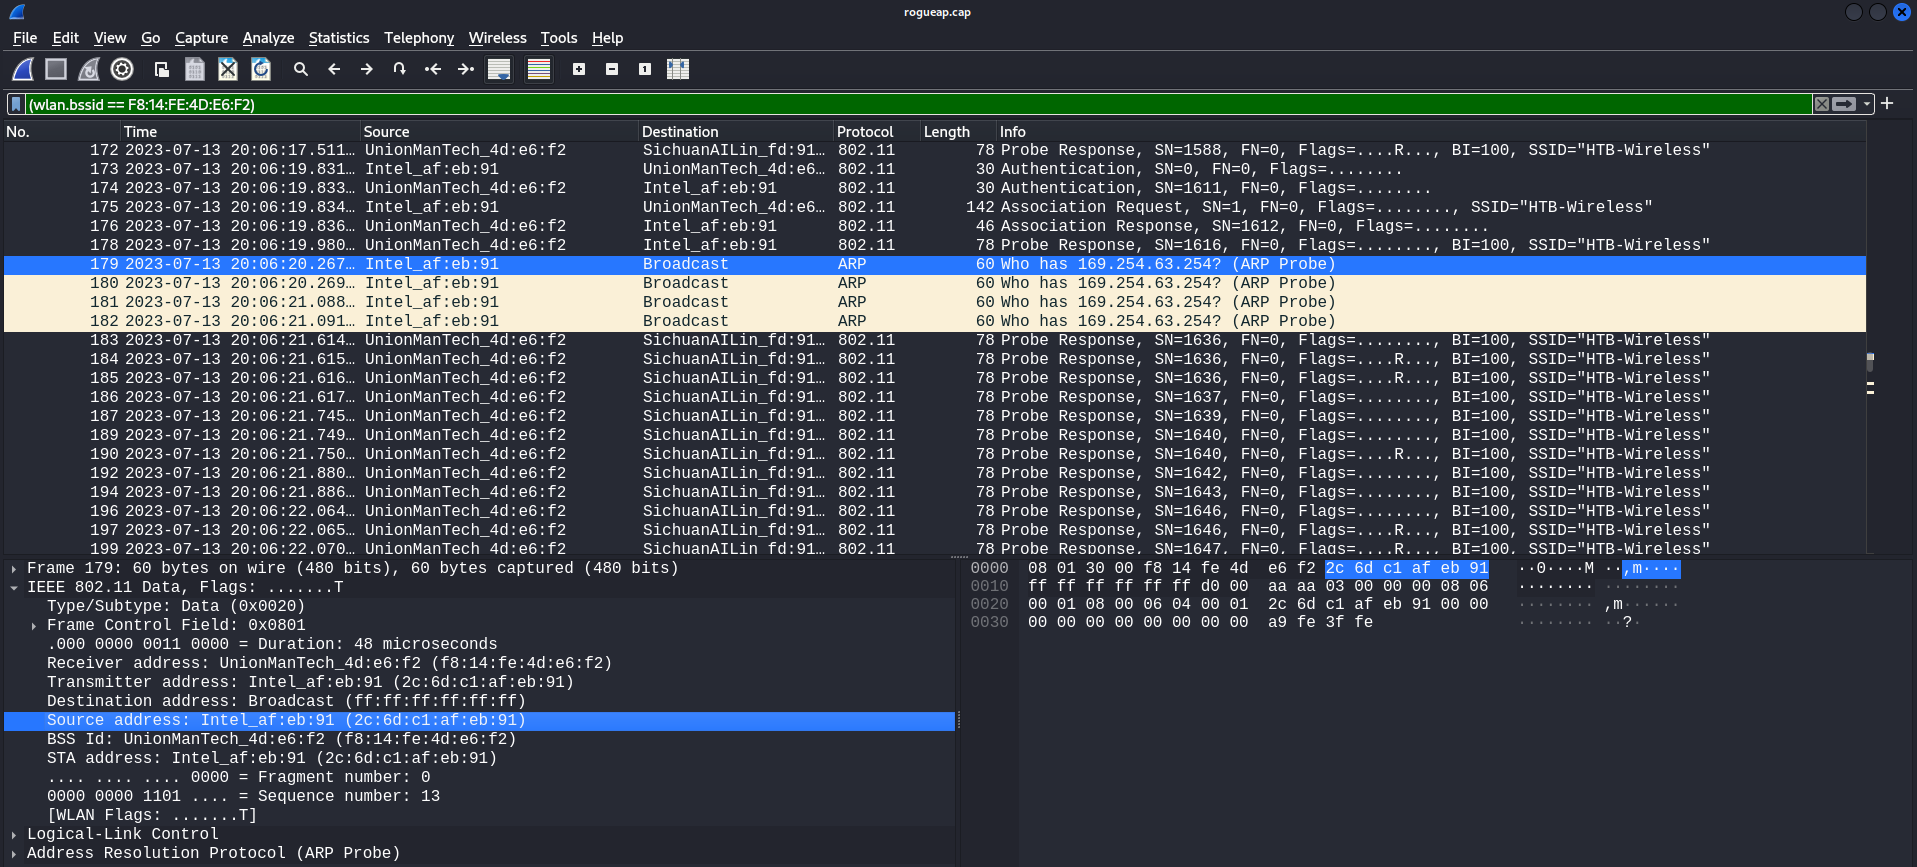 rogueap.cap
File Edit View Go Capture Analyze Statistics Telephony Wireless Tools Help
(wlan.bssid == F8:14:FE:4D:E6:F2)
No. Time Source Destination Protocol Length Info
172 2023-07-13 20:06:17.511… UnionManTech_4d:e6:f2 SichuanAILin_fd:91… 802.11 78 Probe Response, SN=1588, FN=0, Flags=....R..., BI=100, SSID="HTB-Wireless"
173 2023-07-13 20:06:19.831… Intel_af:eb:91 UnionManTech_4d:e6… 802.11 30 Authentication, SN=0, FN=0, Flags=........
174 2023-07-13 20:06:19.833… UnionManTech_4d:e6:f2 Intel_af:eb:91 802.11 30 Authentication, SN=1611, FN=0, Flags=........
175 2023-07-13 20:06:19.834… Intel_af:eb:91 UnionManTech_4d:e6… 802.11 142 Association Request, SN=1, FN=0, Flags=........, SSID="HTB-Wireless"
176 2023-07-13 20:06:19.836… UnionManTech_4d:e6:f2 Intel_af:eb:91 802.11 46 Association Response, SN=1612, FN=0, Flags=........
178 2023-07-13 20:06:19.980… UnionManTech_4d:e6:f2 Intel_af:eb:91 802.11 78 Probe Response, SN=1616, FN=0, Flags=........, BI=100, SSID="HTB-Wireless"
179 2023-07-13 20:06:20.267… Intel_af:eb:91 Broadcast ARP 60 Who has 169.254.63.254? (ARP Probe)
180 2023-07-13 20:06:20.269… Intel_af:eb:91 Broadcast ARP 60 Who has 169.254.63.254? (ARP Probe)
181 2023-07-13 20:06:21.088… Intel_af:eb:91 Broadcast ARP 60 Who has 169.254.63.254? (ARP Probe)
182 2023-07-13 20:06:21.091… Intel_af:eb:91 Broadcast ARP 60 Who has 169.254.63.254? (ARP Probe)
183 2023-07-13 20:06:21.614… UnionManTech_4d:e6:f2 SichuanAILin_fd:91… 802.11 78 Probe Response, SN=1636, FN=0, Flags=........, BI=100, SSID="HTB-Wireless"
184 2023-07-13 20:06:21.615… UnionManTech_4d:e6:f2 SichuanAILin_fd:91… 802.11 78 Probe Response, SN=1636, FN=0, Flags=....R..., BI=100, SSID="HTB-Wireless"
185 2023-07-13 20:06:21.616… UnionManTech_4d:e6:f2 SichuanAILin_fd:91… 802.11 78 Probe Response, SN=1636, FN=0, Flags=....R..., BI=100, SSID="HTB-Wireless"
186 2023-07-13 20:06:21.617… UnionManTech_4d:e6:f2 SichuanAILin_fd:91… 802.11 78 Probe Response, SN=1637, FN=0, Flags=........, BI=100, SSID="HTB-Wireless"
187 2023-07-13 20:06:21.745… UnionManTech_4d:e6:f2 SichuanAILin_fd:91… 802.11 78 Probe Response, SN=1639, FN=0, Flags=........, BI=100, SSID="HTB-Wireless"
189 2023-07-13 20:06:21.749… UnionManTech_4d:e6:f2 SichuanAILin_fd:91… 802.11 78 Probe Response, SN=1640, FN=0, Flags=........, BI=100, SSID="HTB-Wireless"
190 2023-07-13 20:06:21.750… UnionManTech_4d:e6:f2 SichuanAILin_fd:91… 802.11 78 Probe Response, SN=1640, FN=0, Flags=....R..., BI=100, SSID="HTB-Wireless"
192 2023-07-13 20:06:21.880… UnionManTech_4d:e6:f2 SichuanAILin_fd:91… 802.11 78 Probe Response, SN=1642, FN=0, Flags=........, BI=100, SSID="HTB-Wireless"
194 2023-07-13 20:06:21.886… UnionManTech_4d:e6:f2 SichuanAILin_fd:91… 802.11 78 Probe Response, SN=1643, FN=0, Flags=........, BI=100, SSID="HTB-Wireless"
196 2023-07-13 20:06:22.064… UnionManTech_4d:e6:f2 SichuanAILin_fd:91… 802.11 78 Probe Response, SN=1646, FN=0, Flags=........, BI=100, SSID="HTB-Wireless"
197 2023-07-13 20:06:22.065… UnionManTech_4d:e6:f2 SichuanAILin_fd:91… 802.11 78 Probe Response, SN=1646, FN=0, Flags=....R..., BI=100, SSID="HTB-Wireless"
199 2023-07-13 20:06:22.070… UnionManTech_4d:e6:f2 SichuanAILin_fd:91… 802.11 78 Probe Response, SN=1647, FN=0, Flags=........, BI=100, SSID="HTB-Wireless"
Frame 179: 60 bytes on wire (480 bits), 60 bytes captured (480 bits)
IEEE 802.11 Data, Flags: .......T
Type/Subtype: Data (0x0020)
Frame Control Field: 0x0801
.000 0000 0011 0000 = Duration: 48 microseconds
Receiver address: UnionManTech_4d:e6:f2 (f8:14:fe:4d:e6:f2)
Transmitter address: Intel_af:eb:91 (2c:6d:c1:af:eb:91)
Destination address: Broadcast (ff:ff:ff:ff:ff:ff)
Source address: Intel_af:eb:91 (2c:6d:c1:af:eb:91)
BSS Id: UnionManTech_4d:e6:f2 (f8:14:fe:4d:e6:f2)
STA address: Intel_af:eb:91 (2c:6d:c1:af:eb:91)
.... .... .... 0000 = Fragment number: 0
0000 0000 1101 .... = Sequence number: 13
[WLAN Flags: .......T]
Logical-Link Control
Address Resolution Protocol (ARP Probe)
0000 08 01 30 00 f8 14 fe 4d e6 f2 2c 6d c1 af eb 91 ··0····M ··,m····
0010 ff ff ff ff ff ff d0 00 aa aa 03 00 00 00 08 06 ········ ········
0020 00 01 08 00 06 04 00 01 2c 6d c1 af eb 91 00 00 ········ ,m······
0030 00 00 00 00 00 00 00 00 a9 fe 3f fe ········ ··?·